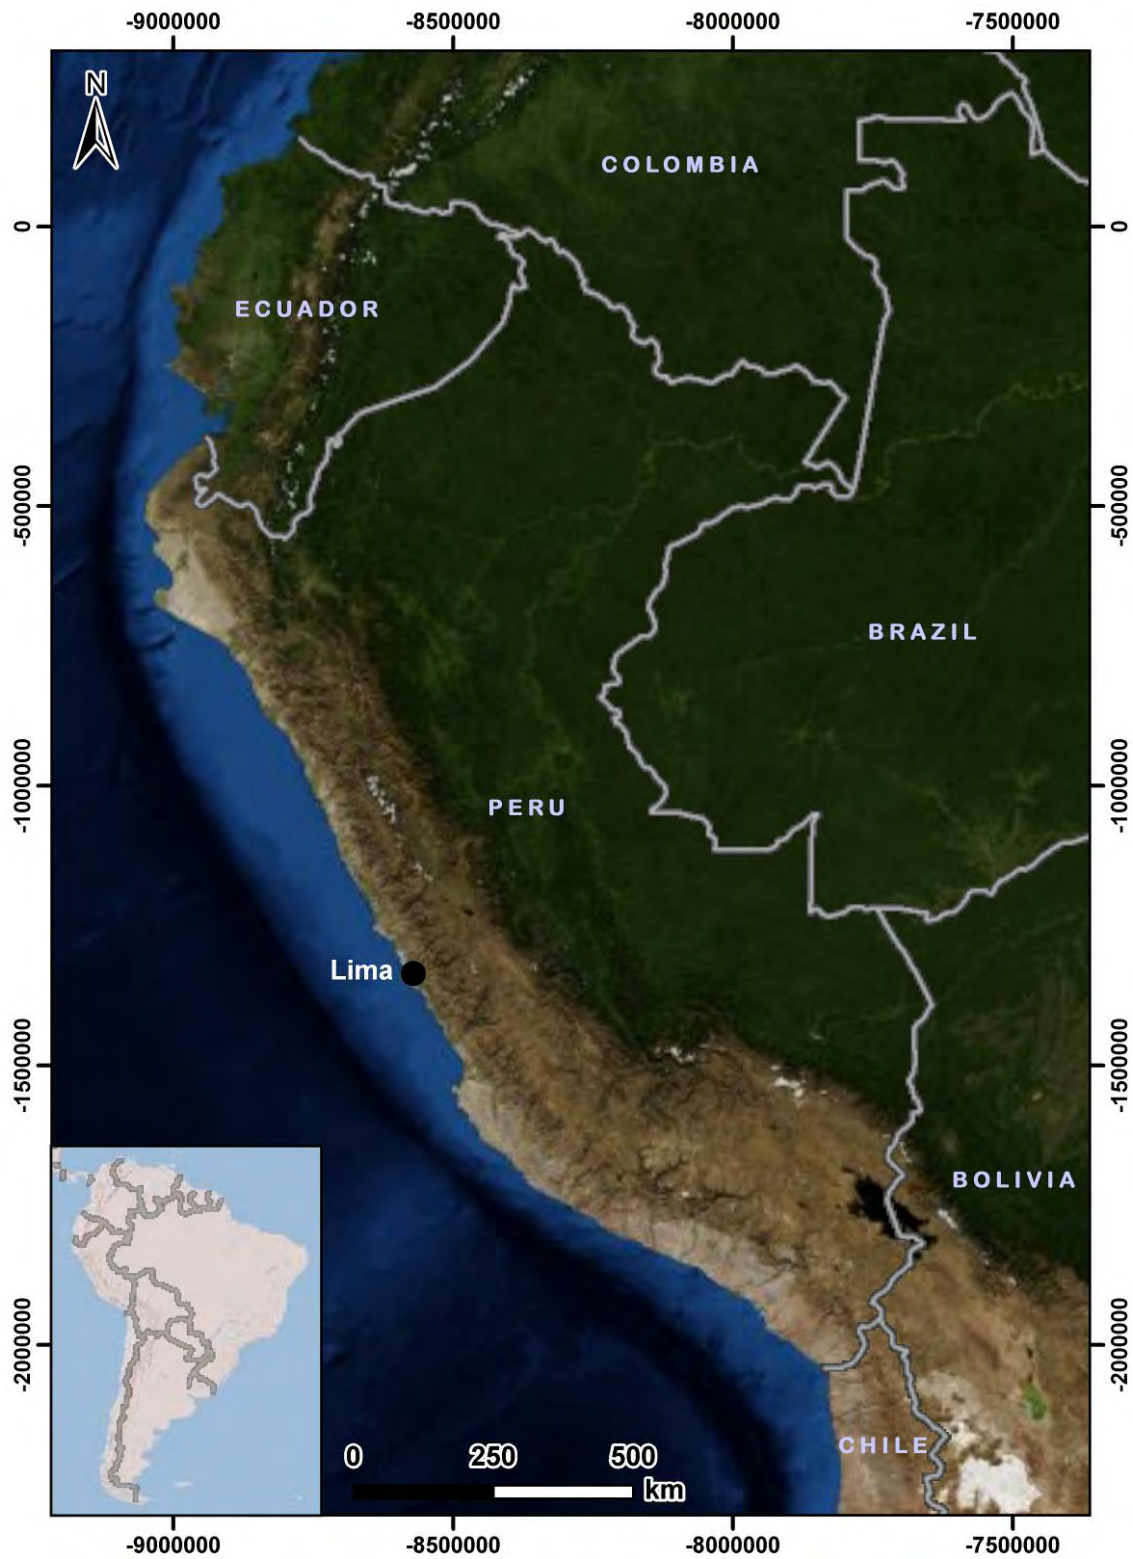 -9000000 -8500000 -8000000 -7500000
N
COLOMBIA
0 0
ECUADOR
-500000 -500000
BRAZIL
-1000000 -1000000
PERU
Lima
-1500000 -1500000
BOLIVIA
-2000000 -2000000
CHILE
0 250 500
km
-9000000 -8500000 -8000000 -7500000